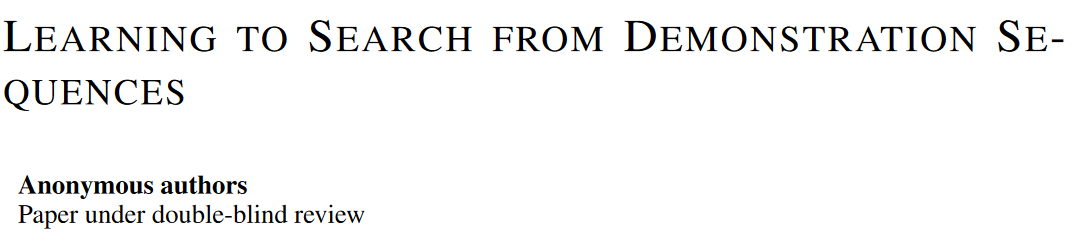 LEARNING TO SEARCH FROM DEMONSTRATION SE-
QUENCES
Anonymous authors
Paper under double-blind review